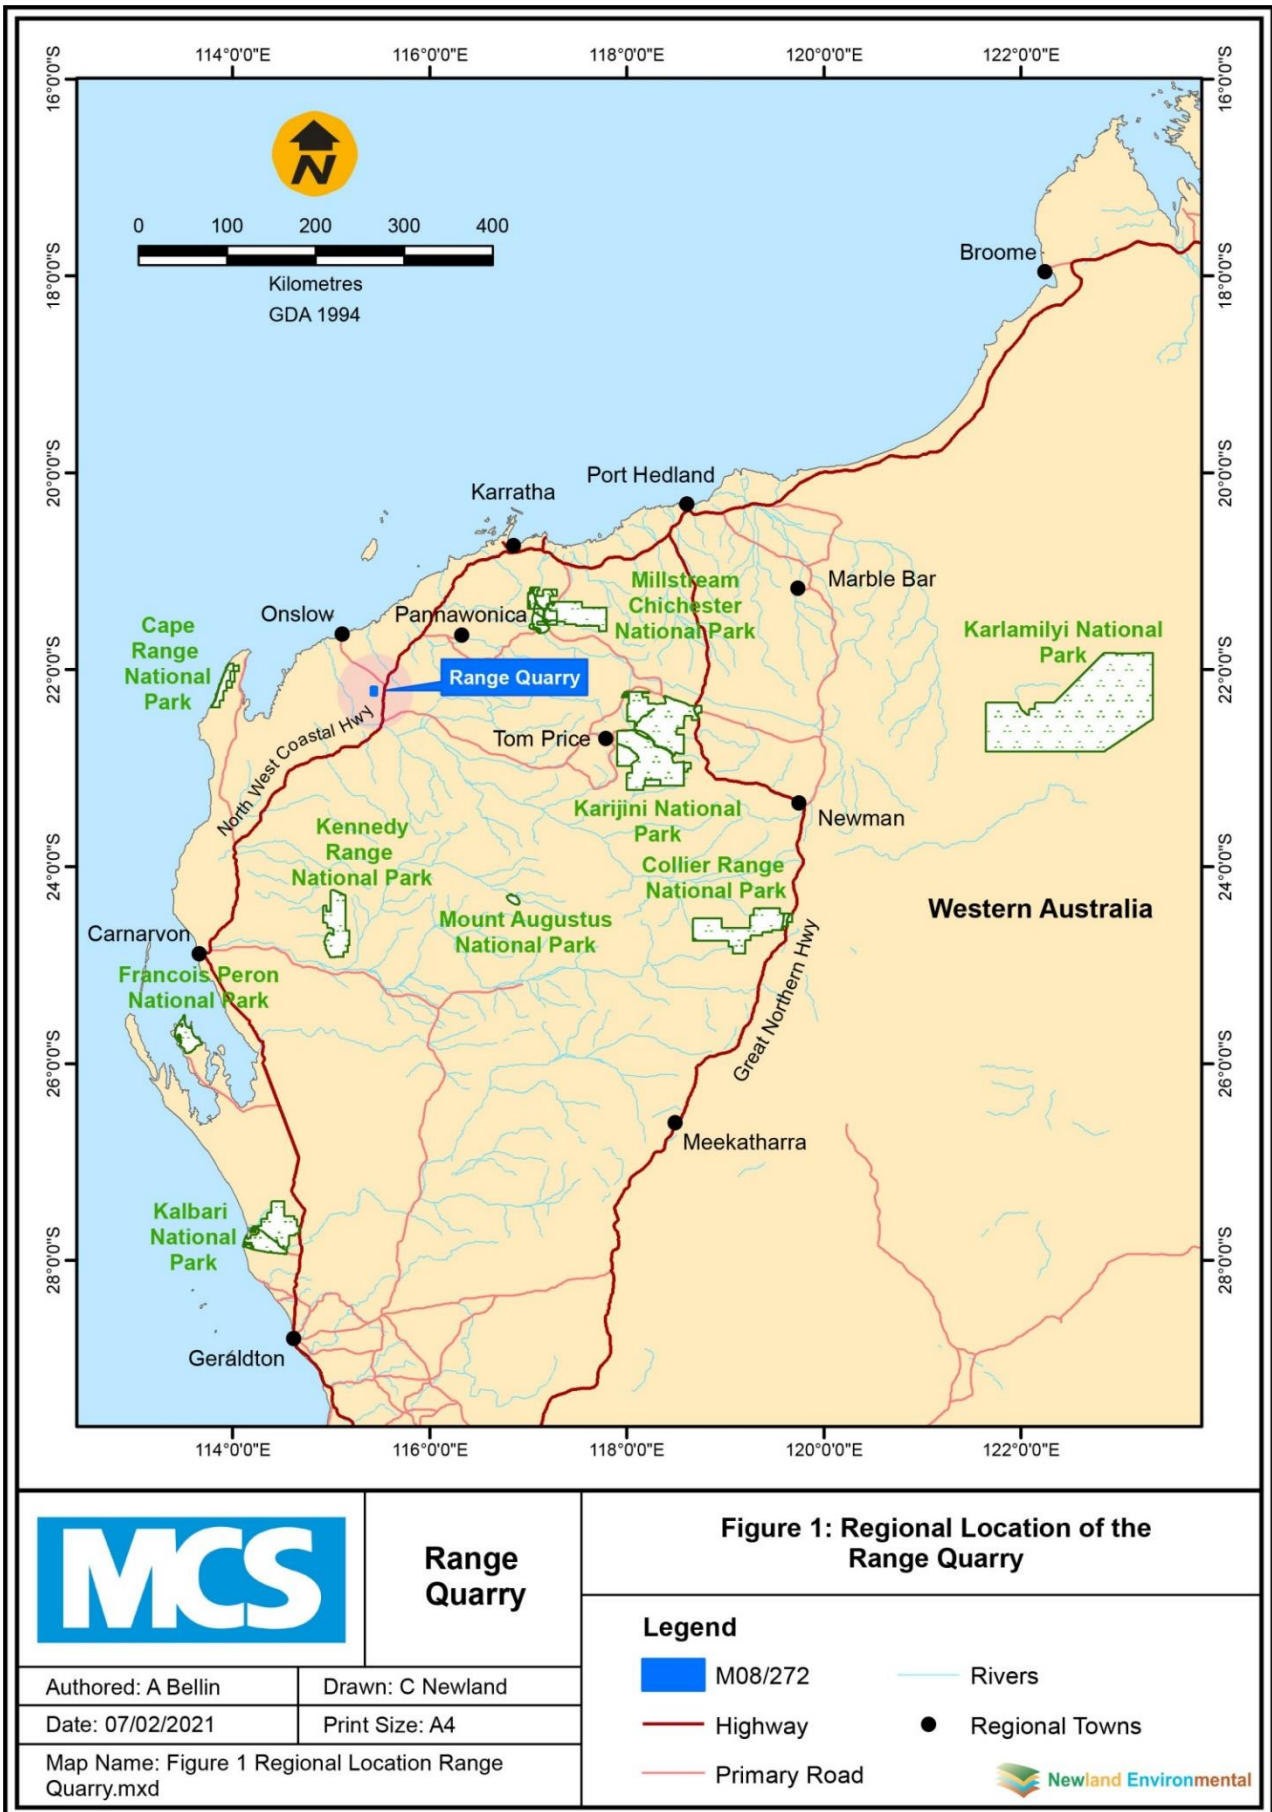 114°0'0"E
116°0'0"E
118°0'0"E
120°0'0"E
122°0'0"E
16°0'0"S
16°0'0"S
N
0 100 200 300 400
Kilometres
GDA 1994
Broome
18°0'0"S
18°0'0"S
20°0'0"S
20°0'0"S
Port Hedland
Karratha
Marble Bar
Millstream
Chichester
National Park
Onslow
Pannawonica
Cape
Range
National
Park
Karlamilyi National
Park
22°0'0"S
22°0'0"S
Range Quarry
North West Coastal Hwy
Tom Price
Karijini National
Park
Newman
Kennedy
Range
National Park
Collier Range
National Park
24°0'0"S
24°0'0"S
Mount Augustus
National Park
Western Australia
Carnarvon
Francois Peron
National Park
Great Northern Hwy
26°0'0"S
26°0'0"S
Meekatharra
Kalbari
National
Park
28°0'0"S
28°0'0"S
Geráldton
114°0'0"E
116°0'0"E
118°0'0"E
120°0'0"E
122°0'0"E
MCS
Range
Quarry
Figure 1: Regional Location of the
Range Quarry
Authored: A Bellin
Drawn: C Newland
Date: 07/02/2021
Print Size: A4
Map Name: Figure 1 Regional Location Range
Quarry.mxd
Legend
M08/272
Rivers
Highway
Regional Towns
Primary Road
Newland Environmental